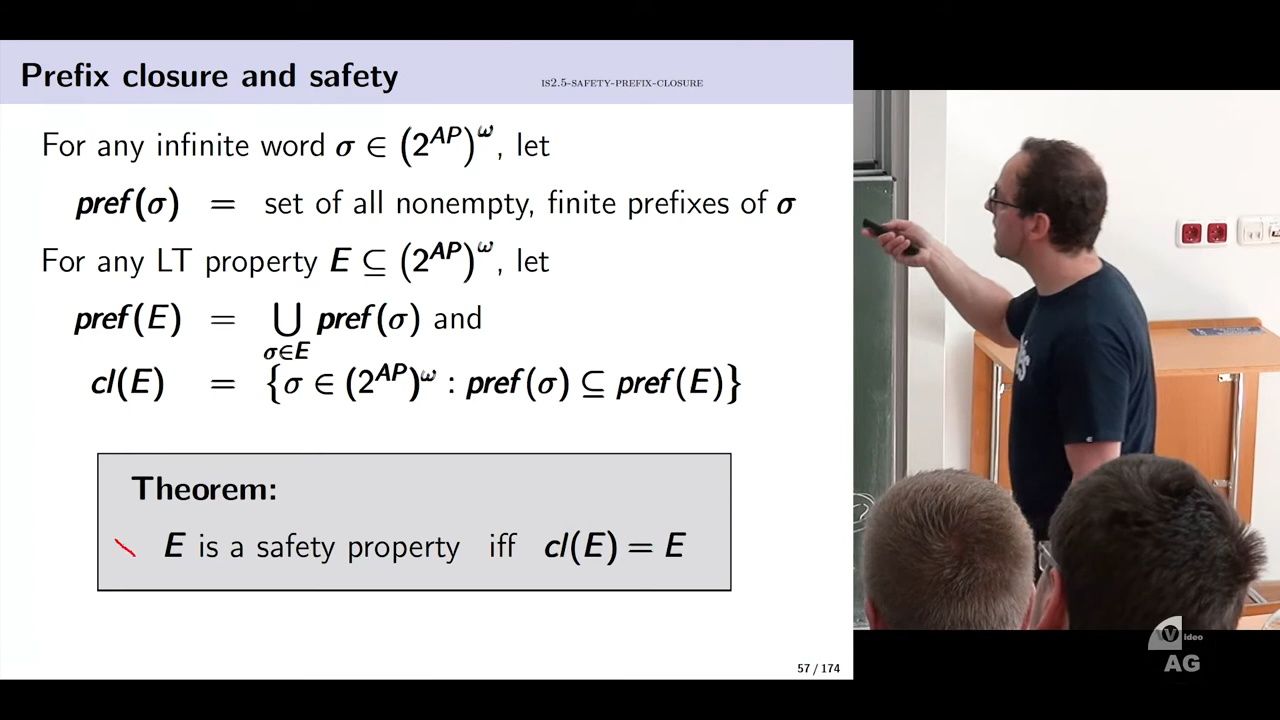 Prefix closure and safety
IS2.5-SAFETY-PREFIX-CLOSURE
For any infinite word σ ∈ (2^AP)^ω, let
pref(σ) = set of all nonempty, finite prefixes of σ
For any LT property E ⊆ (2^AP)^ω, let
pref(E) = ⋃ pref(σ) and
σ∈E
cl(E) = {σ ∈ (2^AP)^ω : pref(σ) ⊆ pref(E)}
Theorem:
E is a safety property iff cl(E) = E
57 / 174
Video
AG